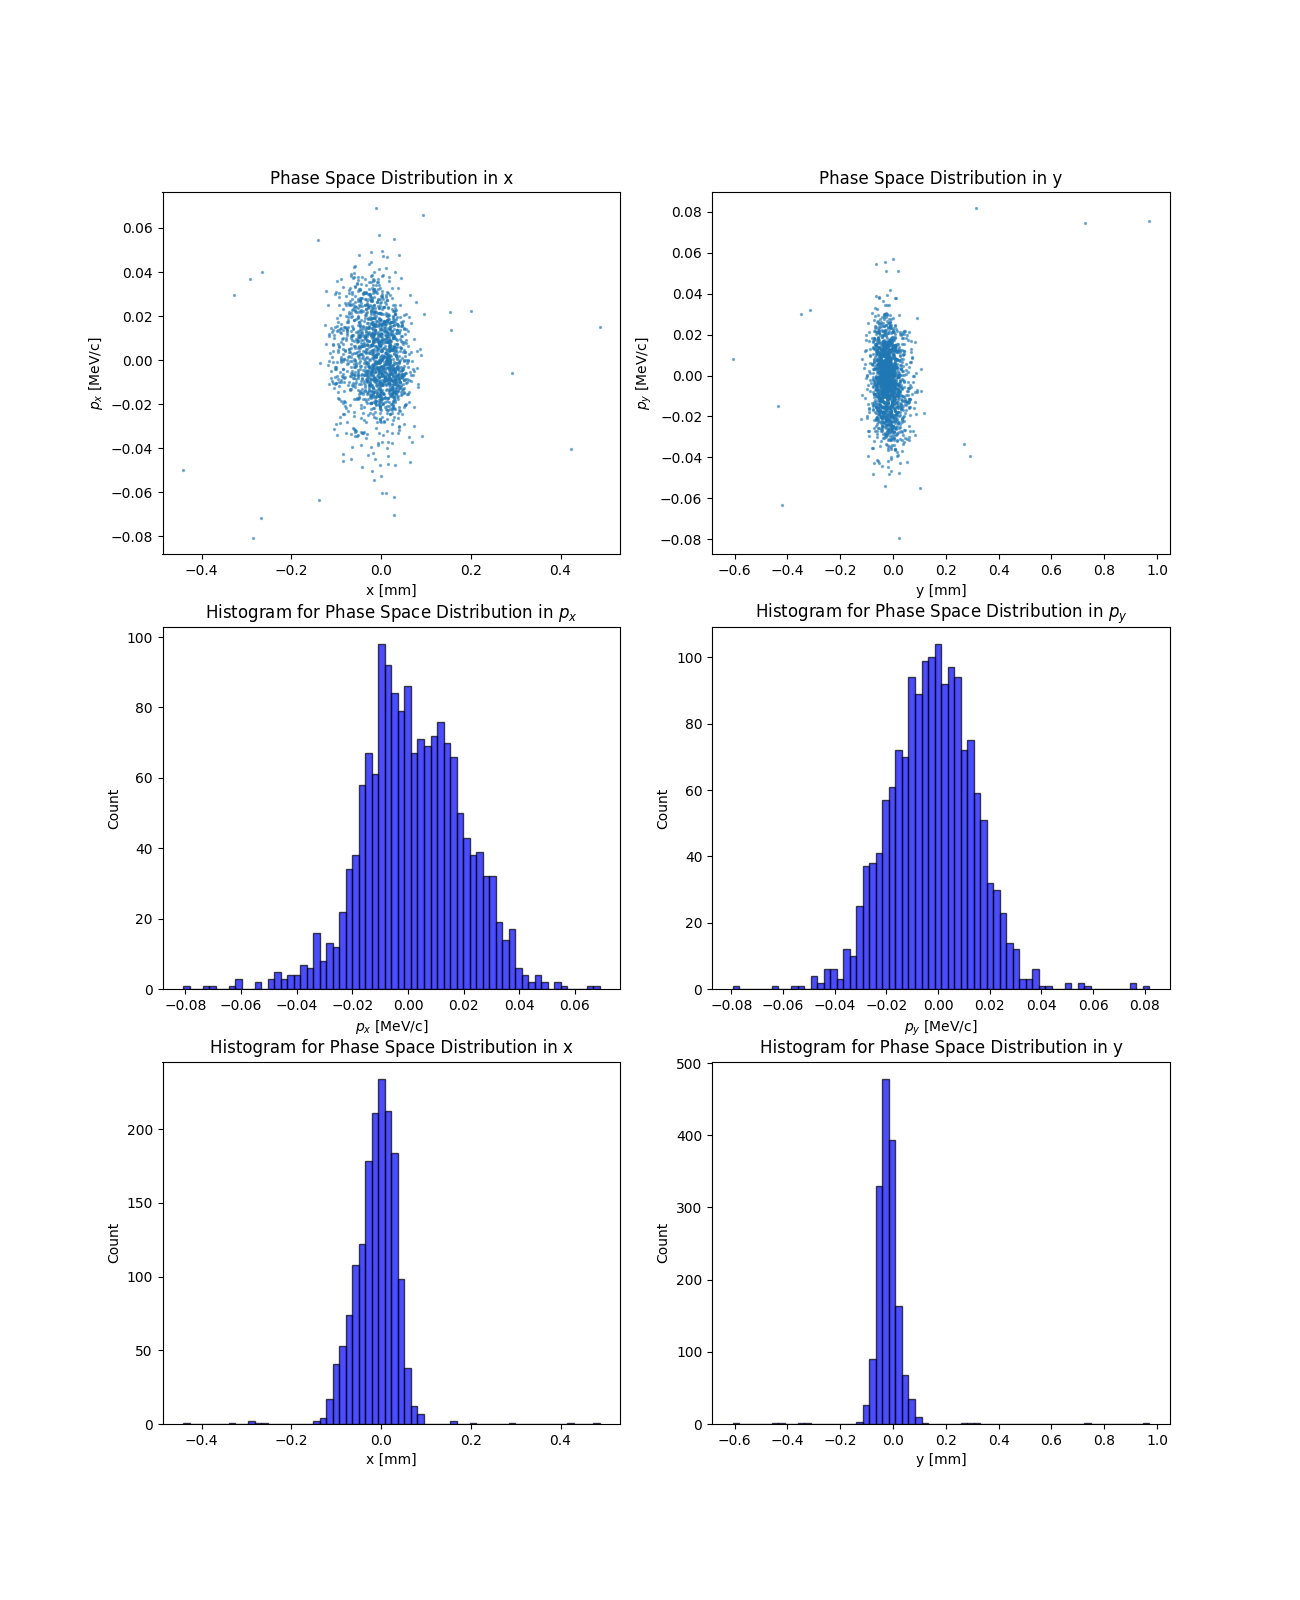 Phase Space Distribution in x
p_x [MeV/c]
0.06
0.04
0.02
0.00
−0.02
−0.04
−0.06
−0.08
−0.4 −0.2 0.0 0.2 0.4
x [mm]
Phase Space Distribution in y
p_y [MeV/c]
0.08
0.06
0.04
0.02
0.00
−0.02
−0.04
−0.06
−0.08
−0.6 −0.4 −0.2 0.0 0.2 0.4 0.6 0.8 1.0
y [mm]
Histogram for Phase Space Distribution in p_x
Count
100
80
60
40
20
0
−0.08 −0.06 −0.04 −0.02 0.00 0.02 0.04 0.06
p_x [MeV/c]
Histogram for Phase Space Distribution in p_y
Count
100
80
60
40
20
0
−0.08 −0.06 −0.04 −0.02 0.00 0.02 0.04 0.06 0.08
p_y [MeV/c]
Histogram for Phase Space Distribution in x
Count
200
150
100
50
0
−0.4 −0.2 0.0 0.2 0.4
x [mm]
Histogram for Phase Space Distribution in y
Count
500
400
300
200
100
0
−0.6 −0.4 −0.2 0.0 0.2 0.4 0.6 0.8 1.0
y [mm]